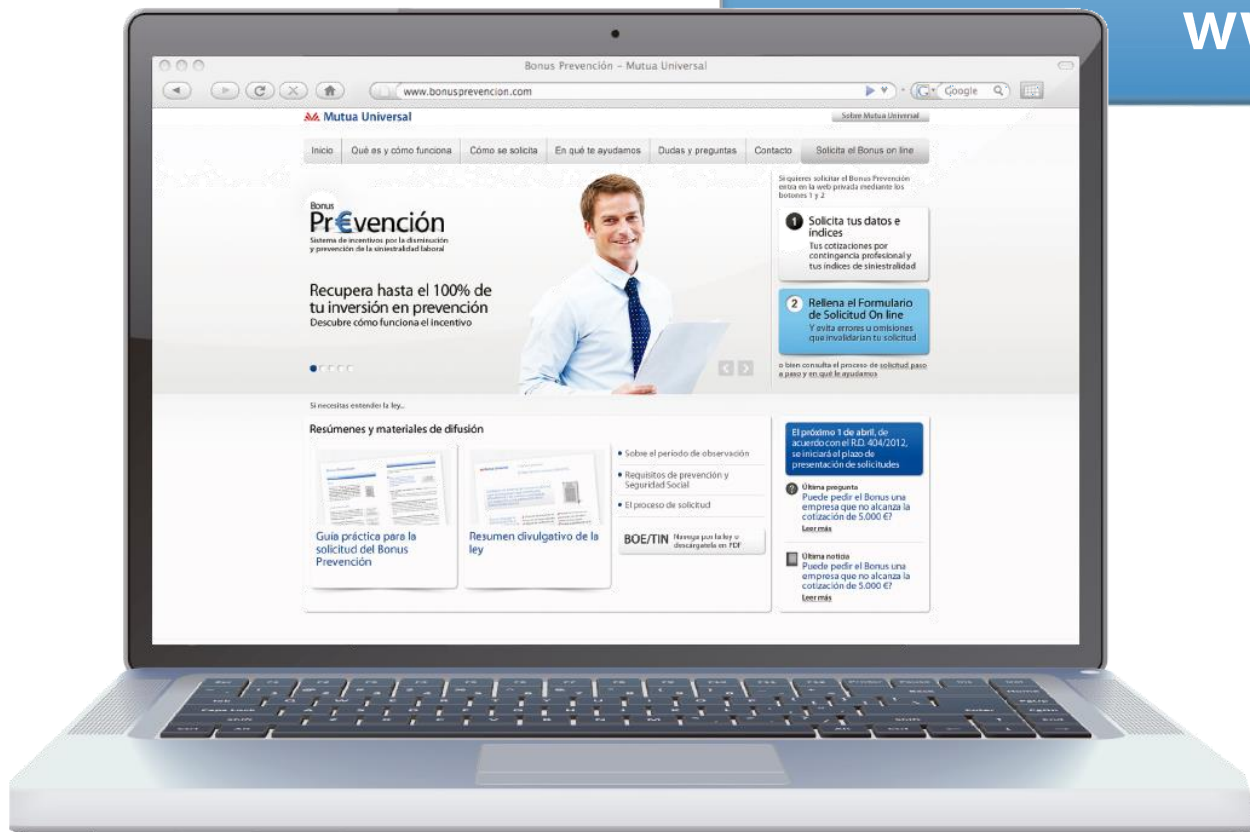 WW
Bonus Prevención – Mutua Universal
www.bonusprevencion.com
Google
Mutua Universal
Sobre Mutua Universal
Inicio
Qué es y cómo funciona
Cómo se solicita
En qué te ayudamos
Dudas y preguntas
Contacto
Solicita el Bonus on line
Bonus
Pr€vención
Sistema de incentivos por la disminución
y prevención de la siniestralidad laboral
Recupera hasta el 100% de
tu inversión en prevención
Descubre cómo funciona el incentivo
Si quieres solicitar el Bonus Prevención
entra en la web privada mediante los
botones 1 y 2
1 Solicita tus datos e
índices
Tus cotizaciones por
contingencia profesional y
tus índices de siniestralidad
2 Rellena el Formulario
de Solicitud On line
Y evita errores u omisiones
que invalidarían tu solicitud
o bien consulta el proceso de solicitud paso
a paso y en qué le ayudamos
Si necesitas entender la ley...
Resúmenes y materiales de difusión
Guía práctica para la
solicitud del Bonus
Prevención
Resumen divulgativo de la
ley
• Sobre el periodo de observación
• Requisitos de prevención y
Seguridad Social
• El proceso de solicitud
BOE/TIN
Navega por la ley o
descárgatela en PDF
El próximo 1 de abril, de
acuerdo con el R.D. 404/2012,
se iniciará el plazo de
presentación de solicitudes
Última pregunta
Puede pedir el Bonus una
empresa que no alcanza la
cotización de 5.000 €?
Leer más
Última noticia
Puede pedir el Bonus una
empresa que no alcanza la
cotización de 5.000 €?
Leer más